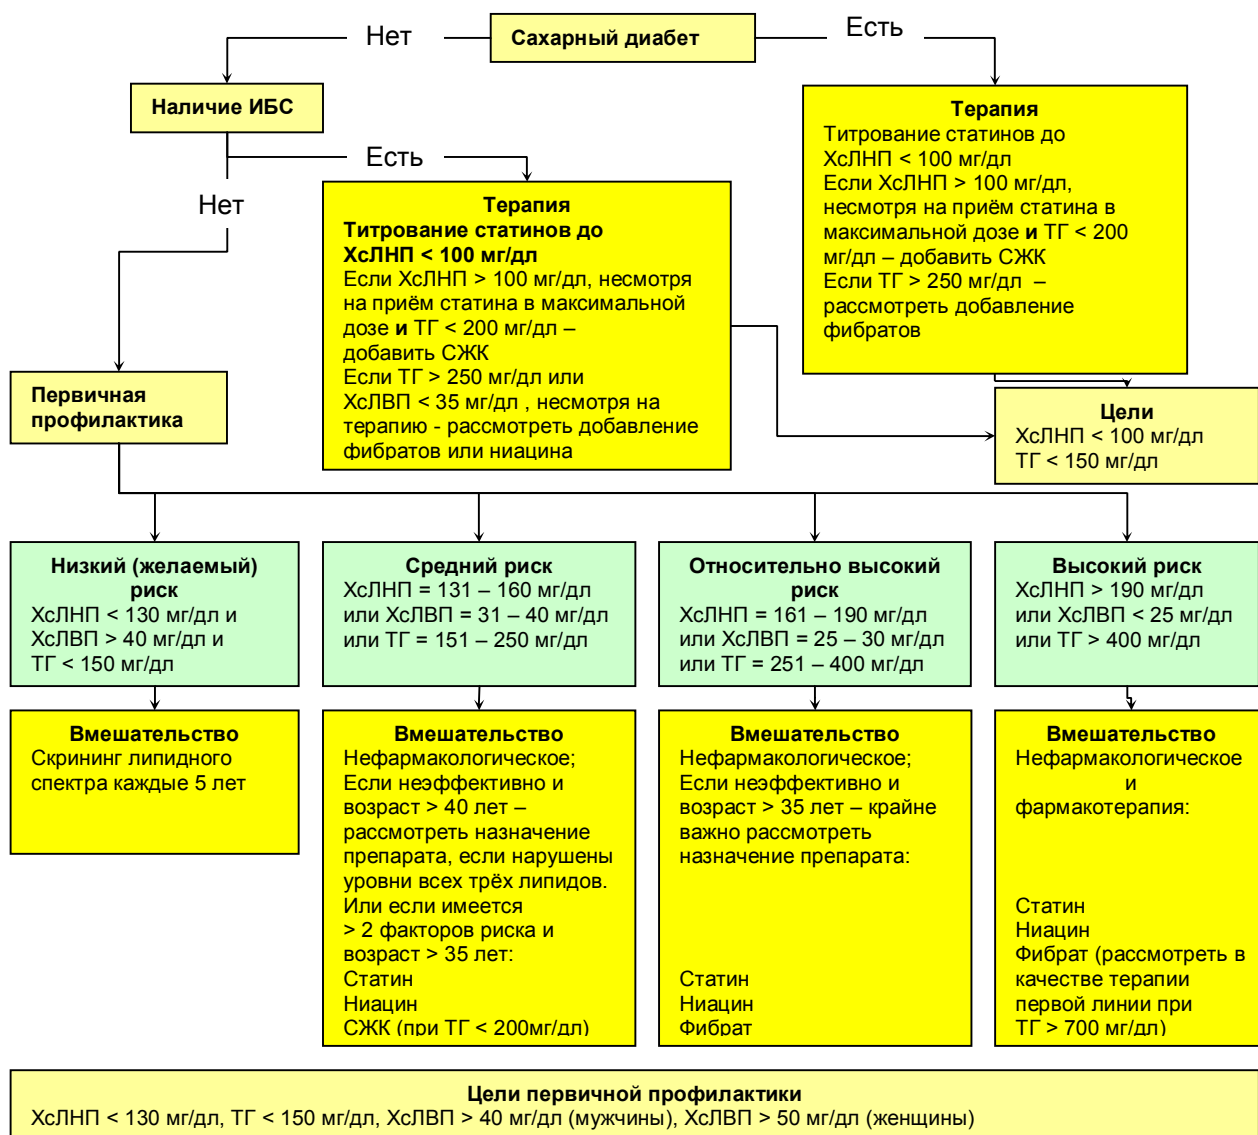 Сахарный диабет
Нет
Есть
Наличие ИБС
Есть
Нет
Терапия
Титрование статинов до
ХсЛНП < 100 мг/дл
Если ХсЛНП > 100 мг/дл,
несмотря на приём статина в
максимальной дозе и ТГ < 200
мг/дл – добавить СЖК
Если ТГ > 250 мг/дл –
рассмотреть добавление
фибратов
Терапия
Титрование статинов до
ХсЛНП < 100 мг/дл
Если ХсЛНП > 100 мг/дл, несмотря
на приём статина в максимальной
дозе и ТГ < 200 мг/дл –
добавить СЖК
Если ТГ > 250 мг/дл или
ХсЛВП < 35 мг/дл , несмотря на
терапию - рассмотреть добавление
фибратов или ниацина
Первичная
профилактика
Цели
ХсЛНП < 100 мг/дл
ТГ < 150 мг/дл
Низкий (желаемый)
риск
ХсЛНП < 130 мг/дл и
ХсЛВП > 40 мг/дл и
ТГ < 150 мг/дл
Средний риск
ХсЛНП = 131 – 160 мг/дл
или ХсЛВП = 31 – 40 мг/дл
или ТГ = 151 – 250 мг/дл
Относительно высокий
риск
ХсЛНП = 161 – 190 мг/дл
или ХсЛВП = 25 – 30 мг/дл
или ТГ = 251 – 400 мг/дл
Высокий риск
ХсЛНП > 190 мг/дл
или ХсЛВП < 25 мг/дл
или ТГ > 400 мг/дл
Вмешательство
Скрининг липидного
спектра каждые 5 лет
Вмешательство
Нефармакологическое;
Если неэффективно и
возраст > 40 лет –
рассмотреть назначение
препарата, если нарушены
уровни всех трёх липидов.
Или если имеется
> 2 факторов риска и
возраст > 35 лет:
Статин
Ниацин
СЖК (при ТГ < 200мг/дл)
Вмешательство
Нефармакологическое;
Если неэффективно и
возраст > 35 лет – крайне
важно рассмотреть
назначение препарата:
Статин
Ниацин
Фибрат
Вмешательство
Нефармакологическое
и
фармакотерапия:
Статин
Ниацин
Фибрат (рассмотреть в
качестве терапии
первой линии при
ТГ > 700 мг/дл)
Цели первичной профилактики
ХсЛНП < 130 мг/дл, ТГ < 150 мг/дл, ХсЛВП > 40 мг/дл (мужчины), ХсЛВП > 50 мг/дл (женщины)